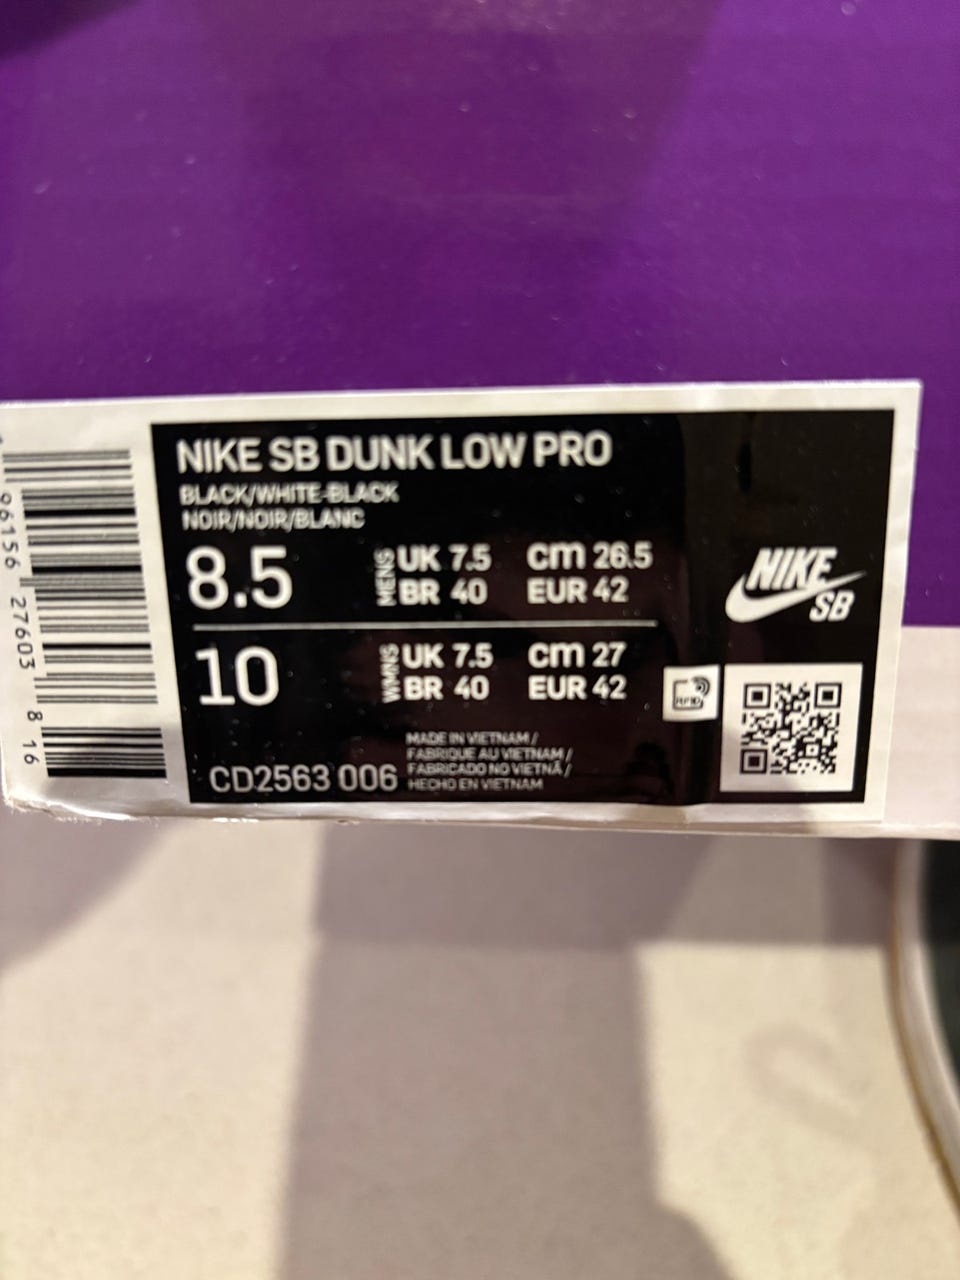 NIKE SB DUNK LOW PRO
BLACK/WHITE-BLACK
NOIR/NOIR/BLANC
8.5 MENS UK 7.5 cm 26.5
BR 40 EUR 42
10 WMNS UK 7.5 cm 27
BR 40 EUR 42
CD2563 006
MADE IN VIETNAM /
FABRIQUE AU VIETNAM /
FABRICADO NO VIETNÃ /
HECHO EN VIETNAM
NIKE
SB
RFID
96156 27603 8 16